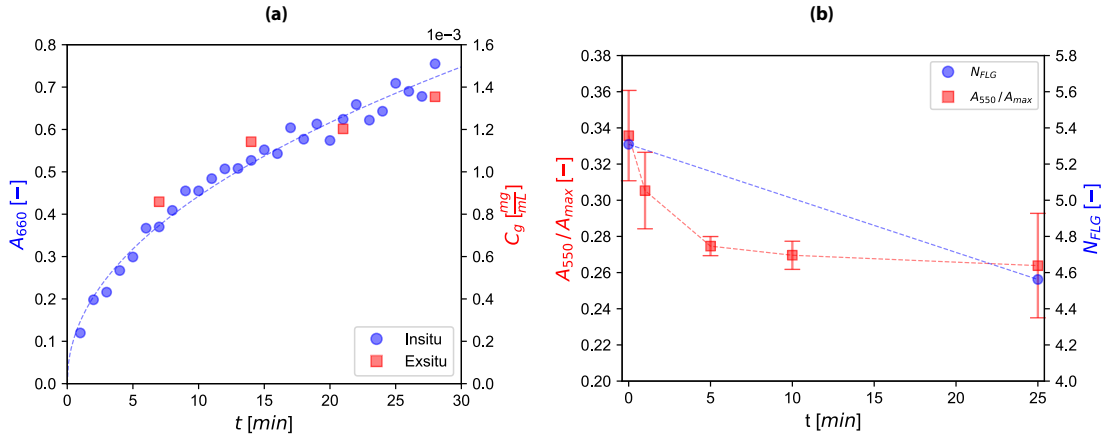 (a)
1e−3
0.8
0.7
0.6
0.5
0.4
0.3
0.2
0.1
0.0
A660 [−]
1.6
1.4
1.2
1.0
0.8
0.6
0.4
0.2
0.0
Cg [mg/mL]
Insitu
Exsitu
0 5 10 15 20 25 30
t [min]
(b)
0.38
0.36
0.34
0.32
0.30
0.28
0.26
0.24
0.22
0.20
A550/Amax [−]
5.8
5.6
5.4
5.2
5.0
4.8
4.6
4.4
4.2
4.0
NFLG [−]
NFLG
A550/Amax
0 5 10 15 20 25
t [min]